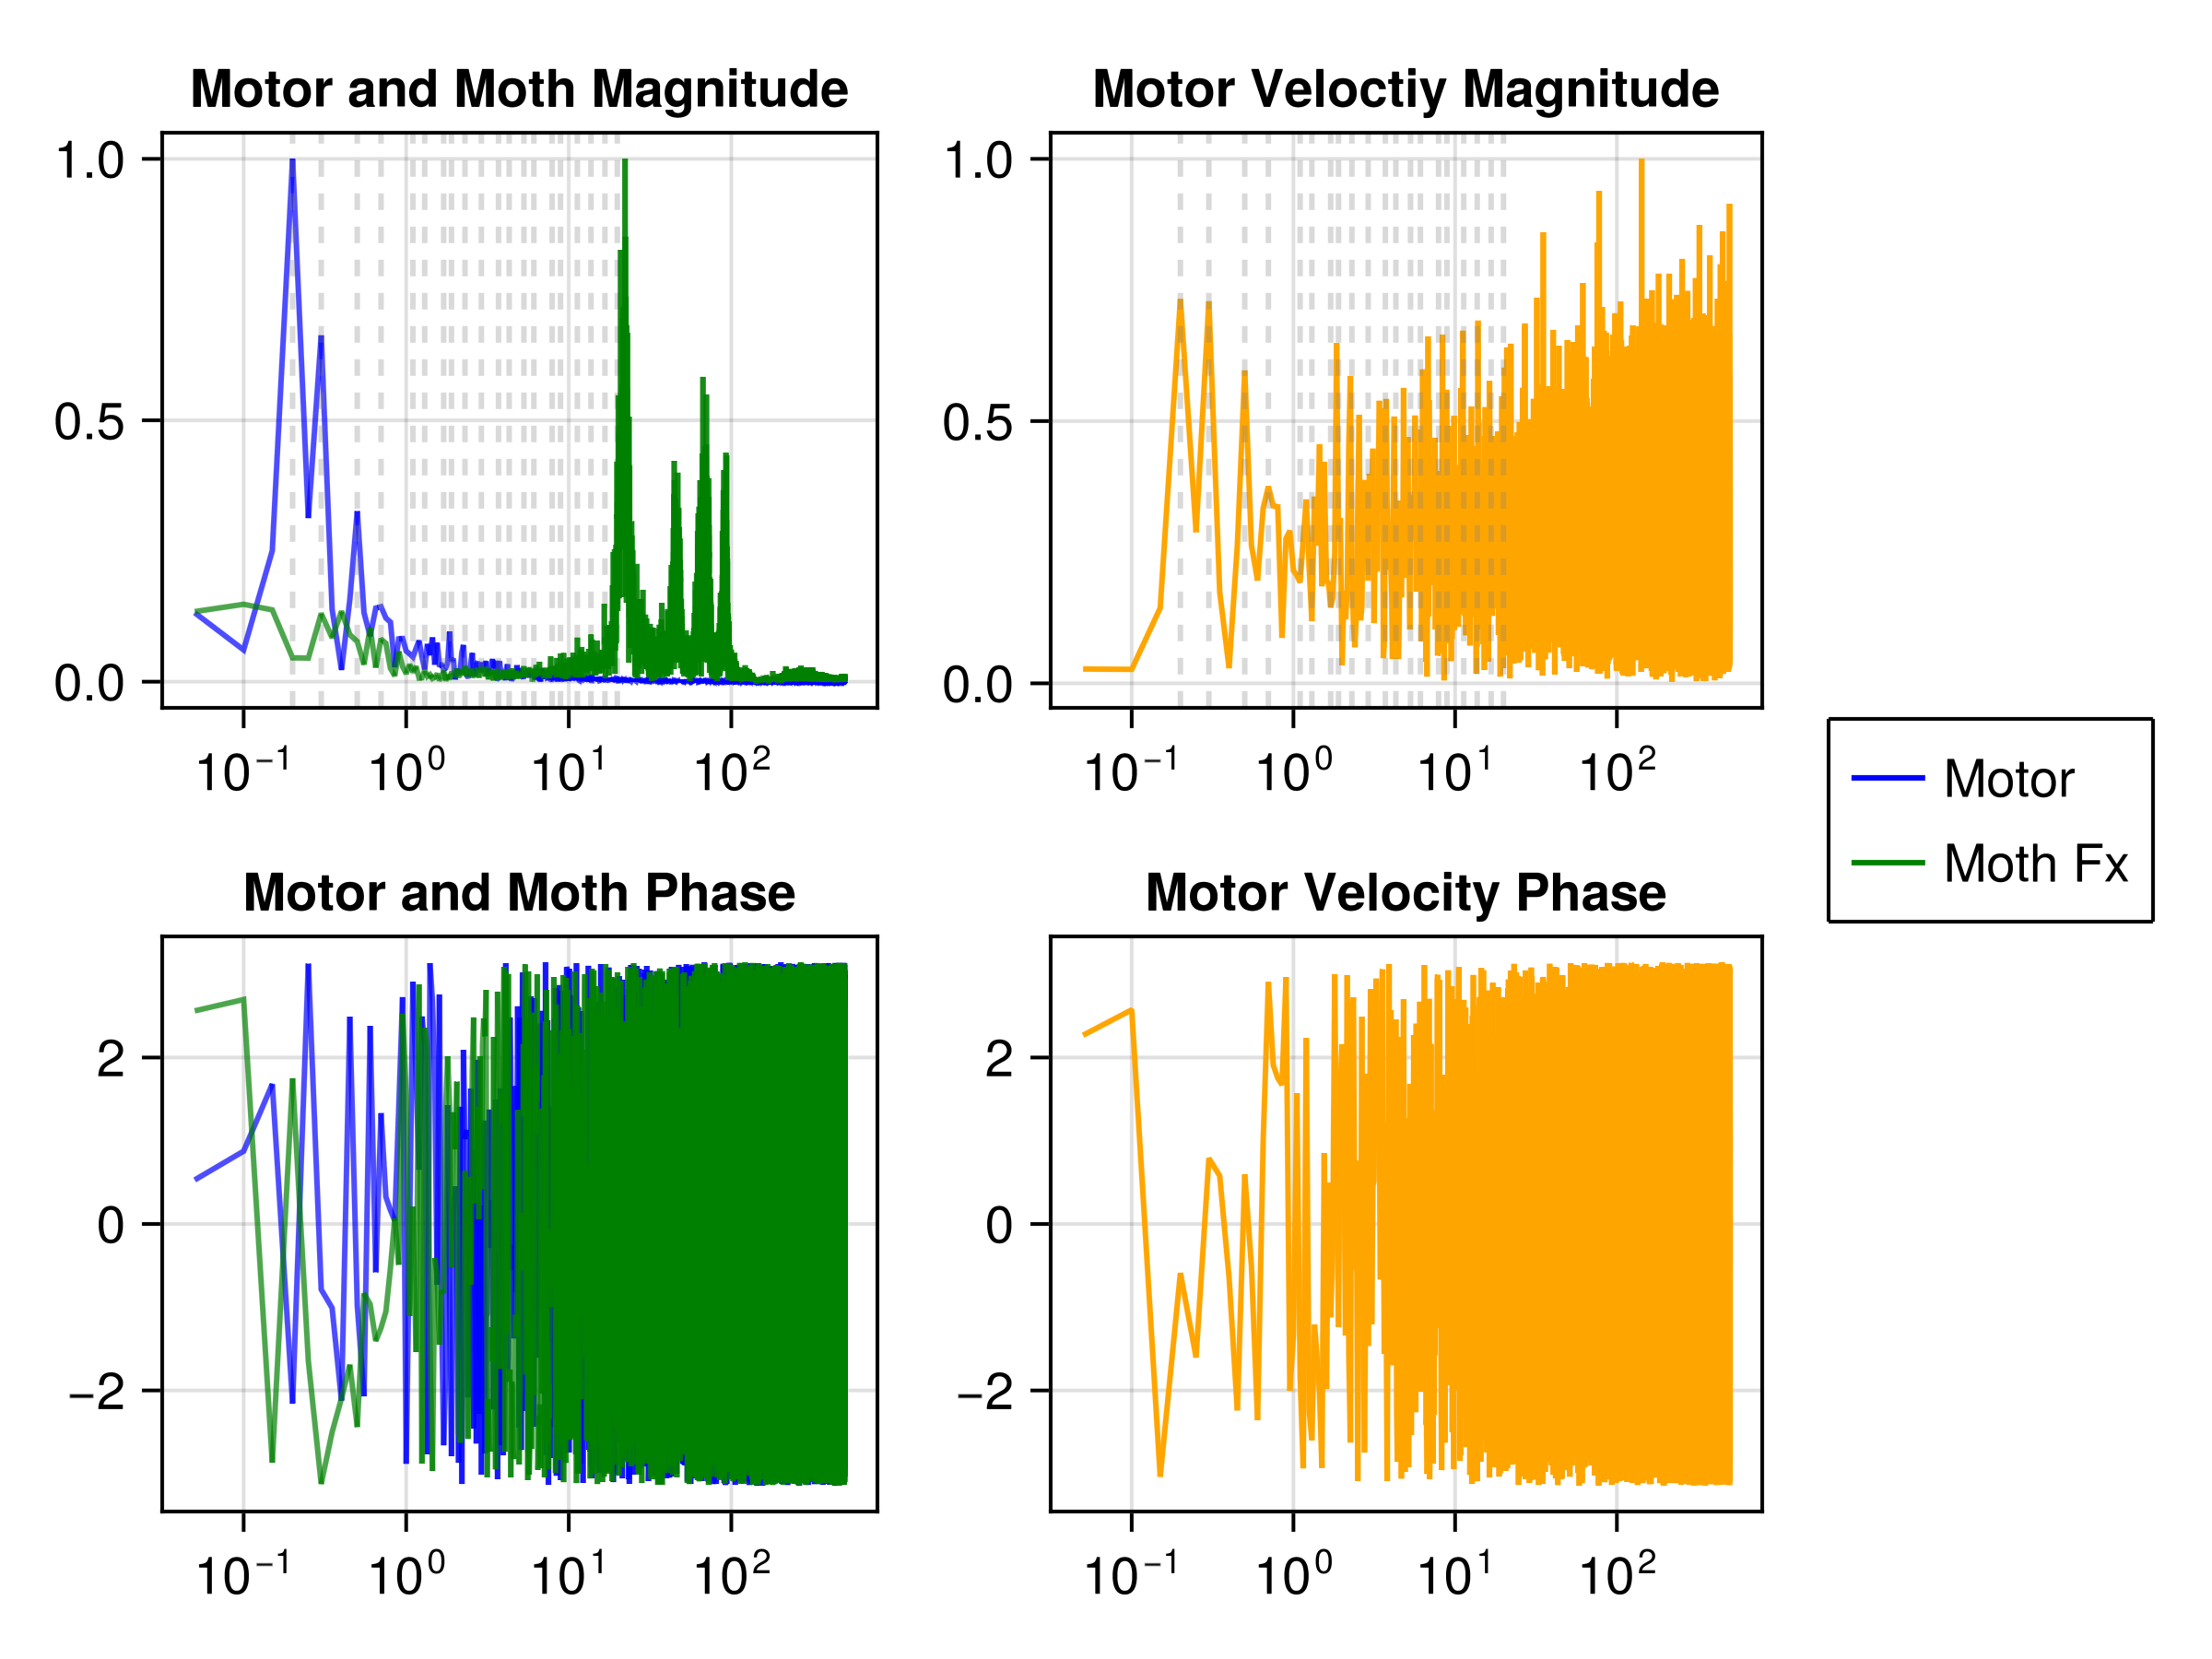 Motor and Moth Magnitude
1.0
0.5
0.0
10⁻¹ 10⁰ 10¹ 10²
Motor Veloctiy Magnitude
1.0
0.5
0.0
10⁻¹ 10⁰ 10¹ 10²
Motor
Moth Fx
Motor and Moth Phase
2
0
−2
10⁻¹ 10⁰ 10¹ 10²
Motor Velocity Phase
2
0
−2
10⁻¹ 10⁰ 10¹ 10²